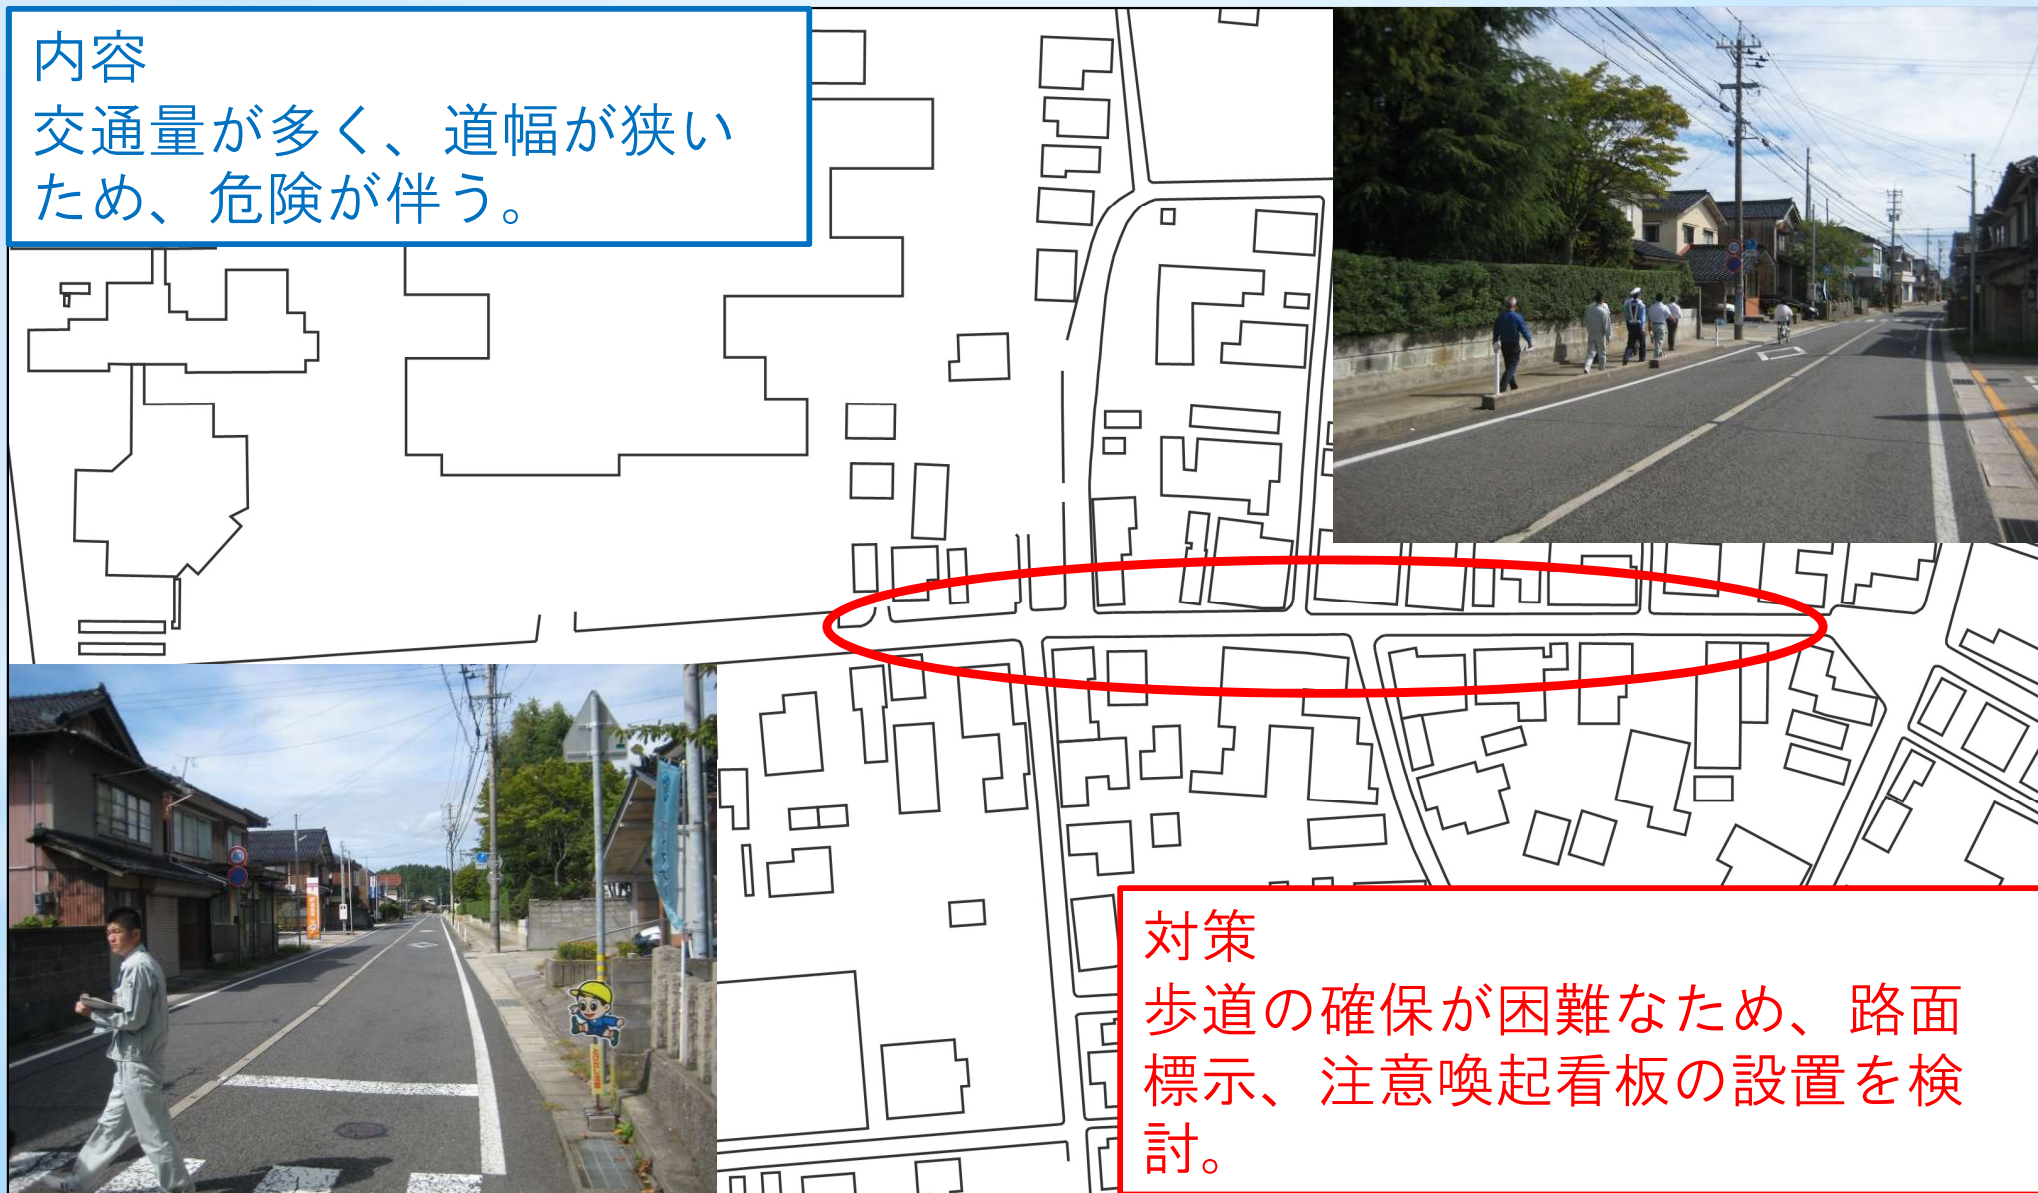 内容
交通量が多く、道幅が狭い
ため、危険が伴う。
対策
歩道の確保が困難なため、路面
標示、注意喚起看板の設置を検
討。